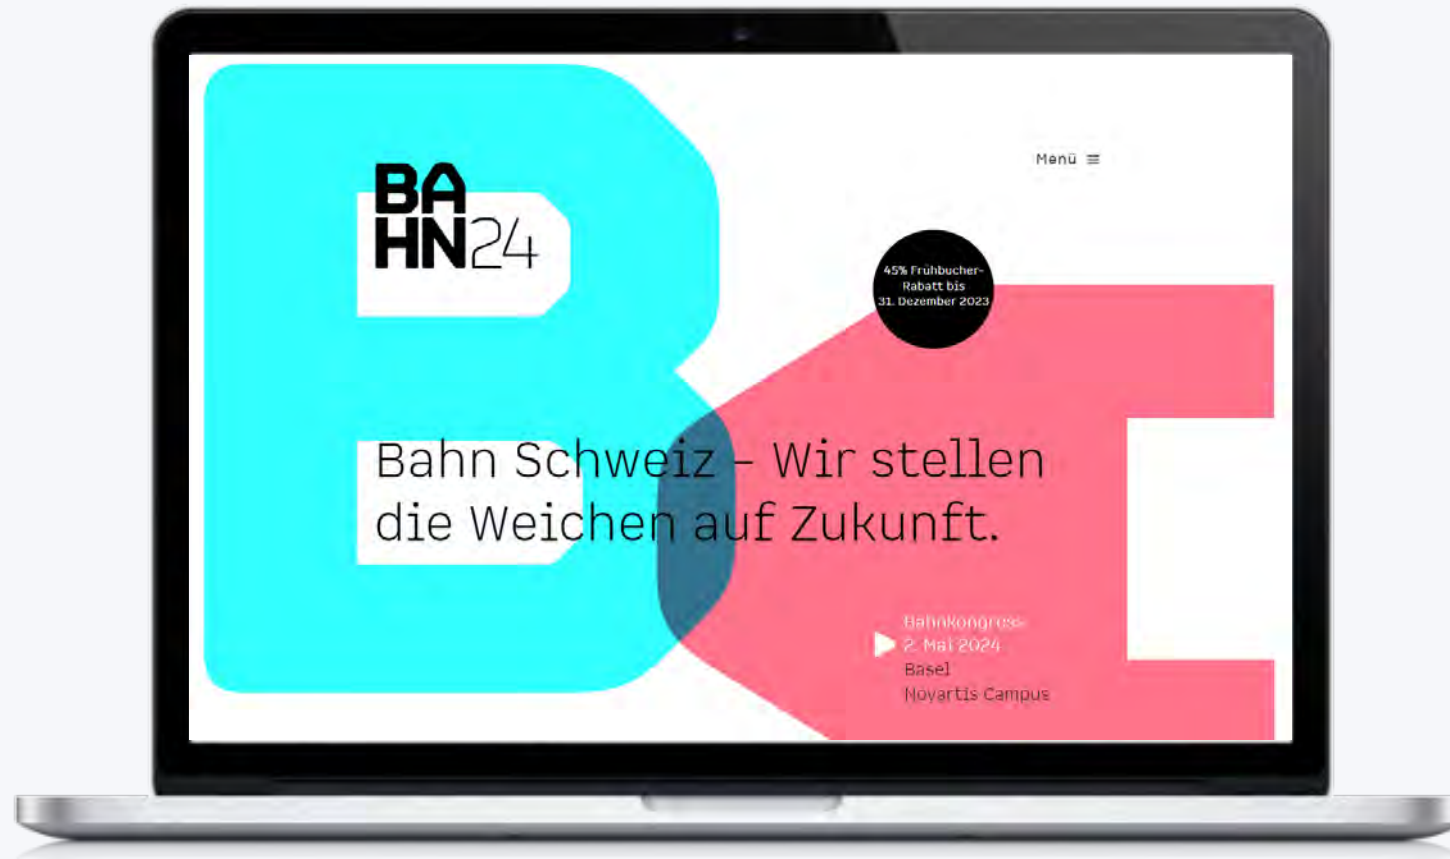 BA
HN24
Menü
45% Frühbucher-
Rabatt bis
31. Dezember 2023
Bahn Schweiz – Wir stellen
die Weichen auf Zukunft.
Bahnkongress
2. Mai 2024
Basel
Novartis Campus